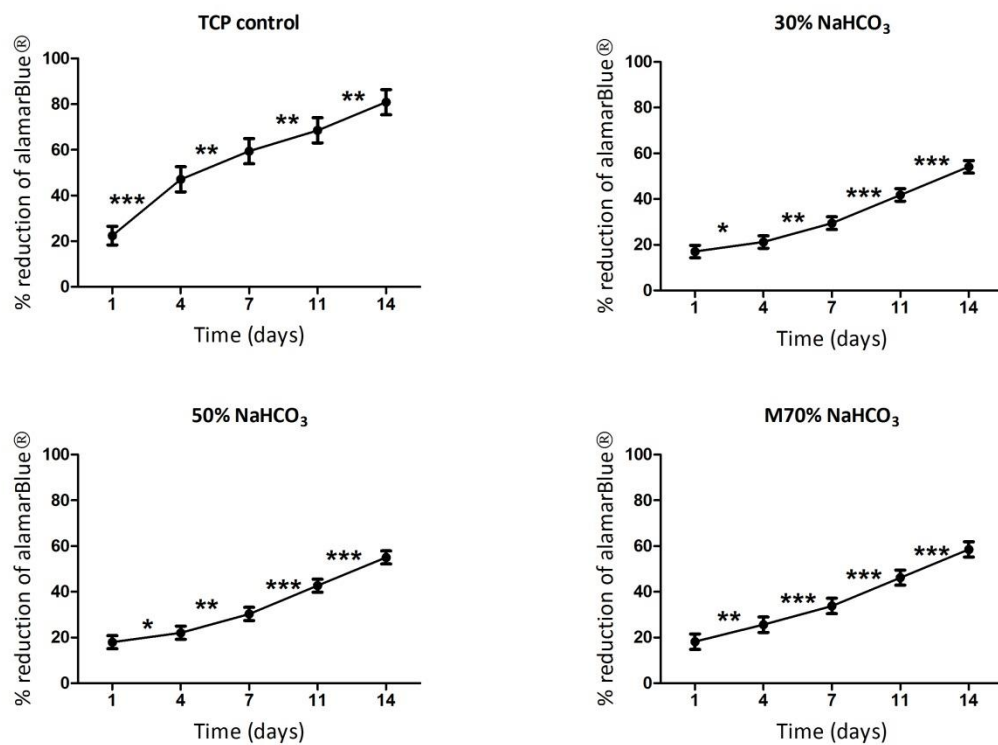 TCP control
% reduction of alamarBlue®
100
80
60
40
20
0
***
**
**
**
1 4 7 11 14
Time (days)
30% NaHCO₃
% reduction of alamarBlue®
100
80
60
40
20
0
*
**
***
***
1 4 7 11 14
Time (days)
50% NaHCO₃
% reduction of alamarBlue®
100
80
60
40
20
0
*
**
***
***
1 4 7 11 14
Time (days)
M70% NaHCO₃
% reduction of alamarBlue®
100
80
60
40
20
0
**
***
***
***
1 4 7 11 14
Time (days)